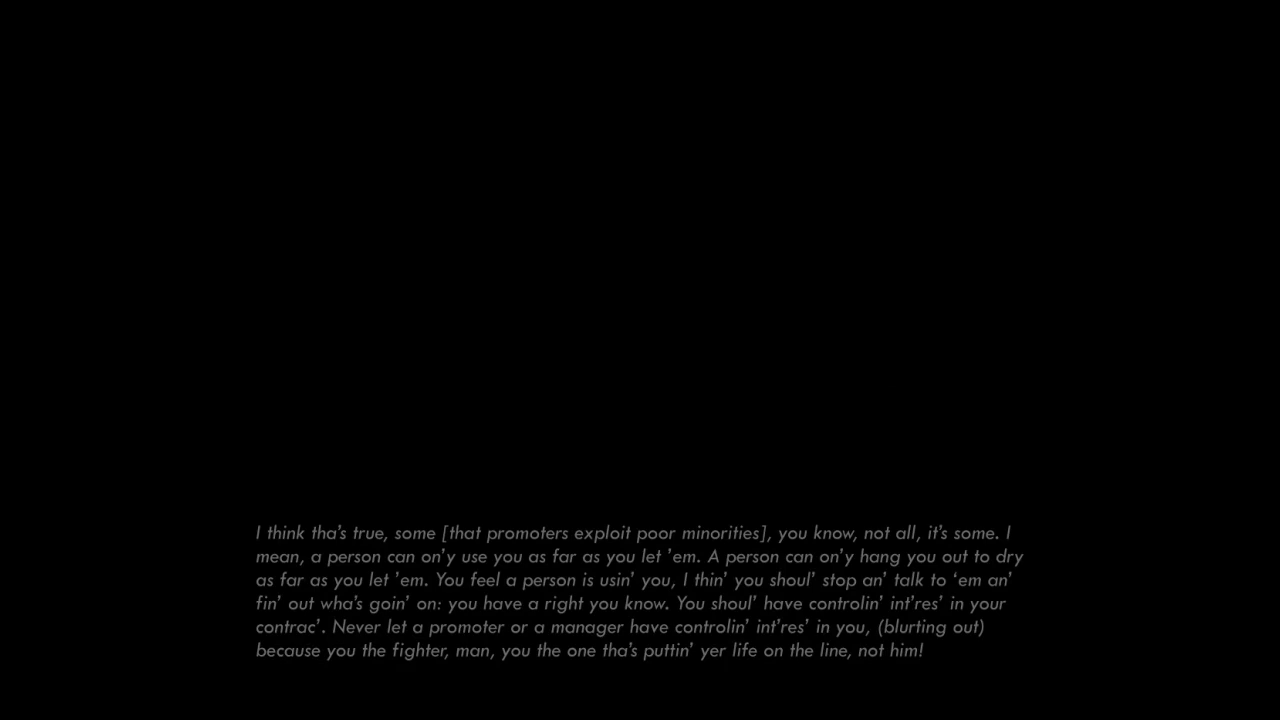 I think tha's true, some [that promoters exploit poor minorities], you know, not all, it's some. I
mean, a person can on'y use you as far as you let 'em. A person can on'y hang you out to dry
as far as you let 'em. You feel a person is usin' you, I thin' you shoul' stop an' talk to ‘em an'
fin' out wha's goin' on: you have a right you know. You shoul' have controlin' int'res' in your
contrac'. Never let a promoter or a manager have controlin' int'res' in you, (blurting out)
because you the fighter, man, you the one tha's puttin' yer life on the line, not him!